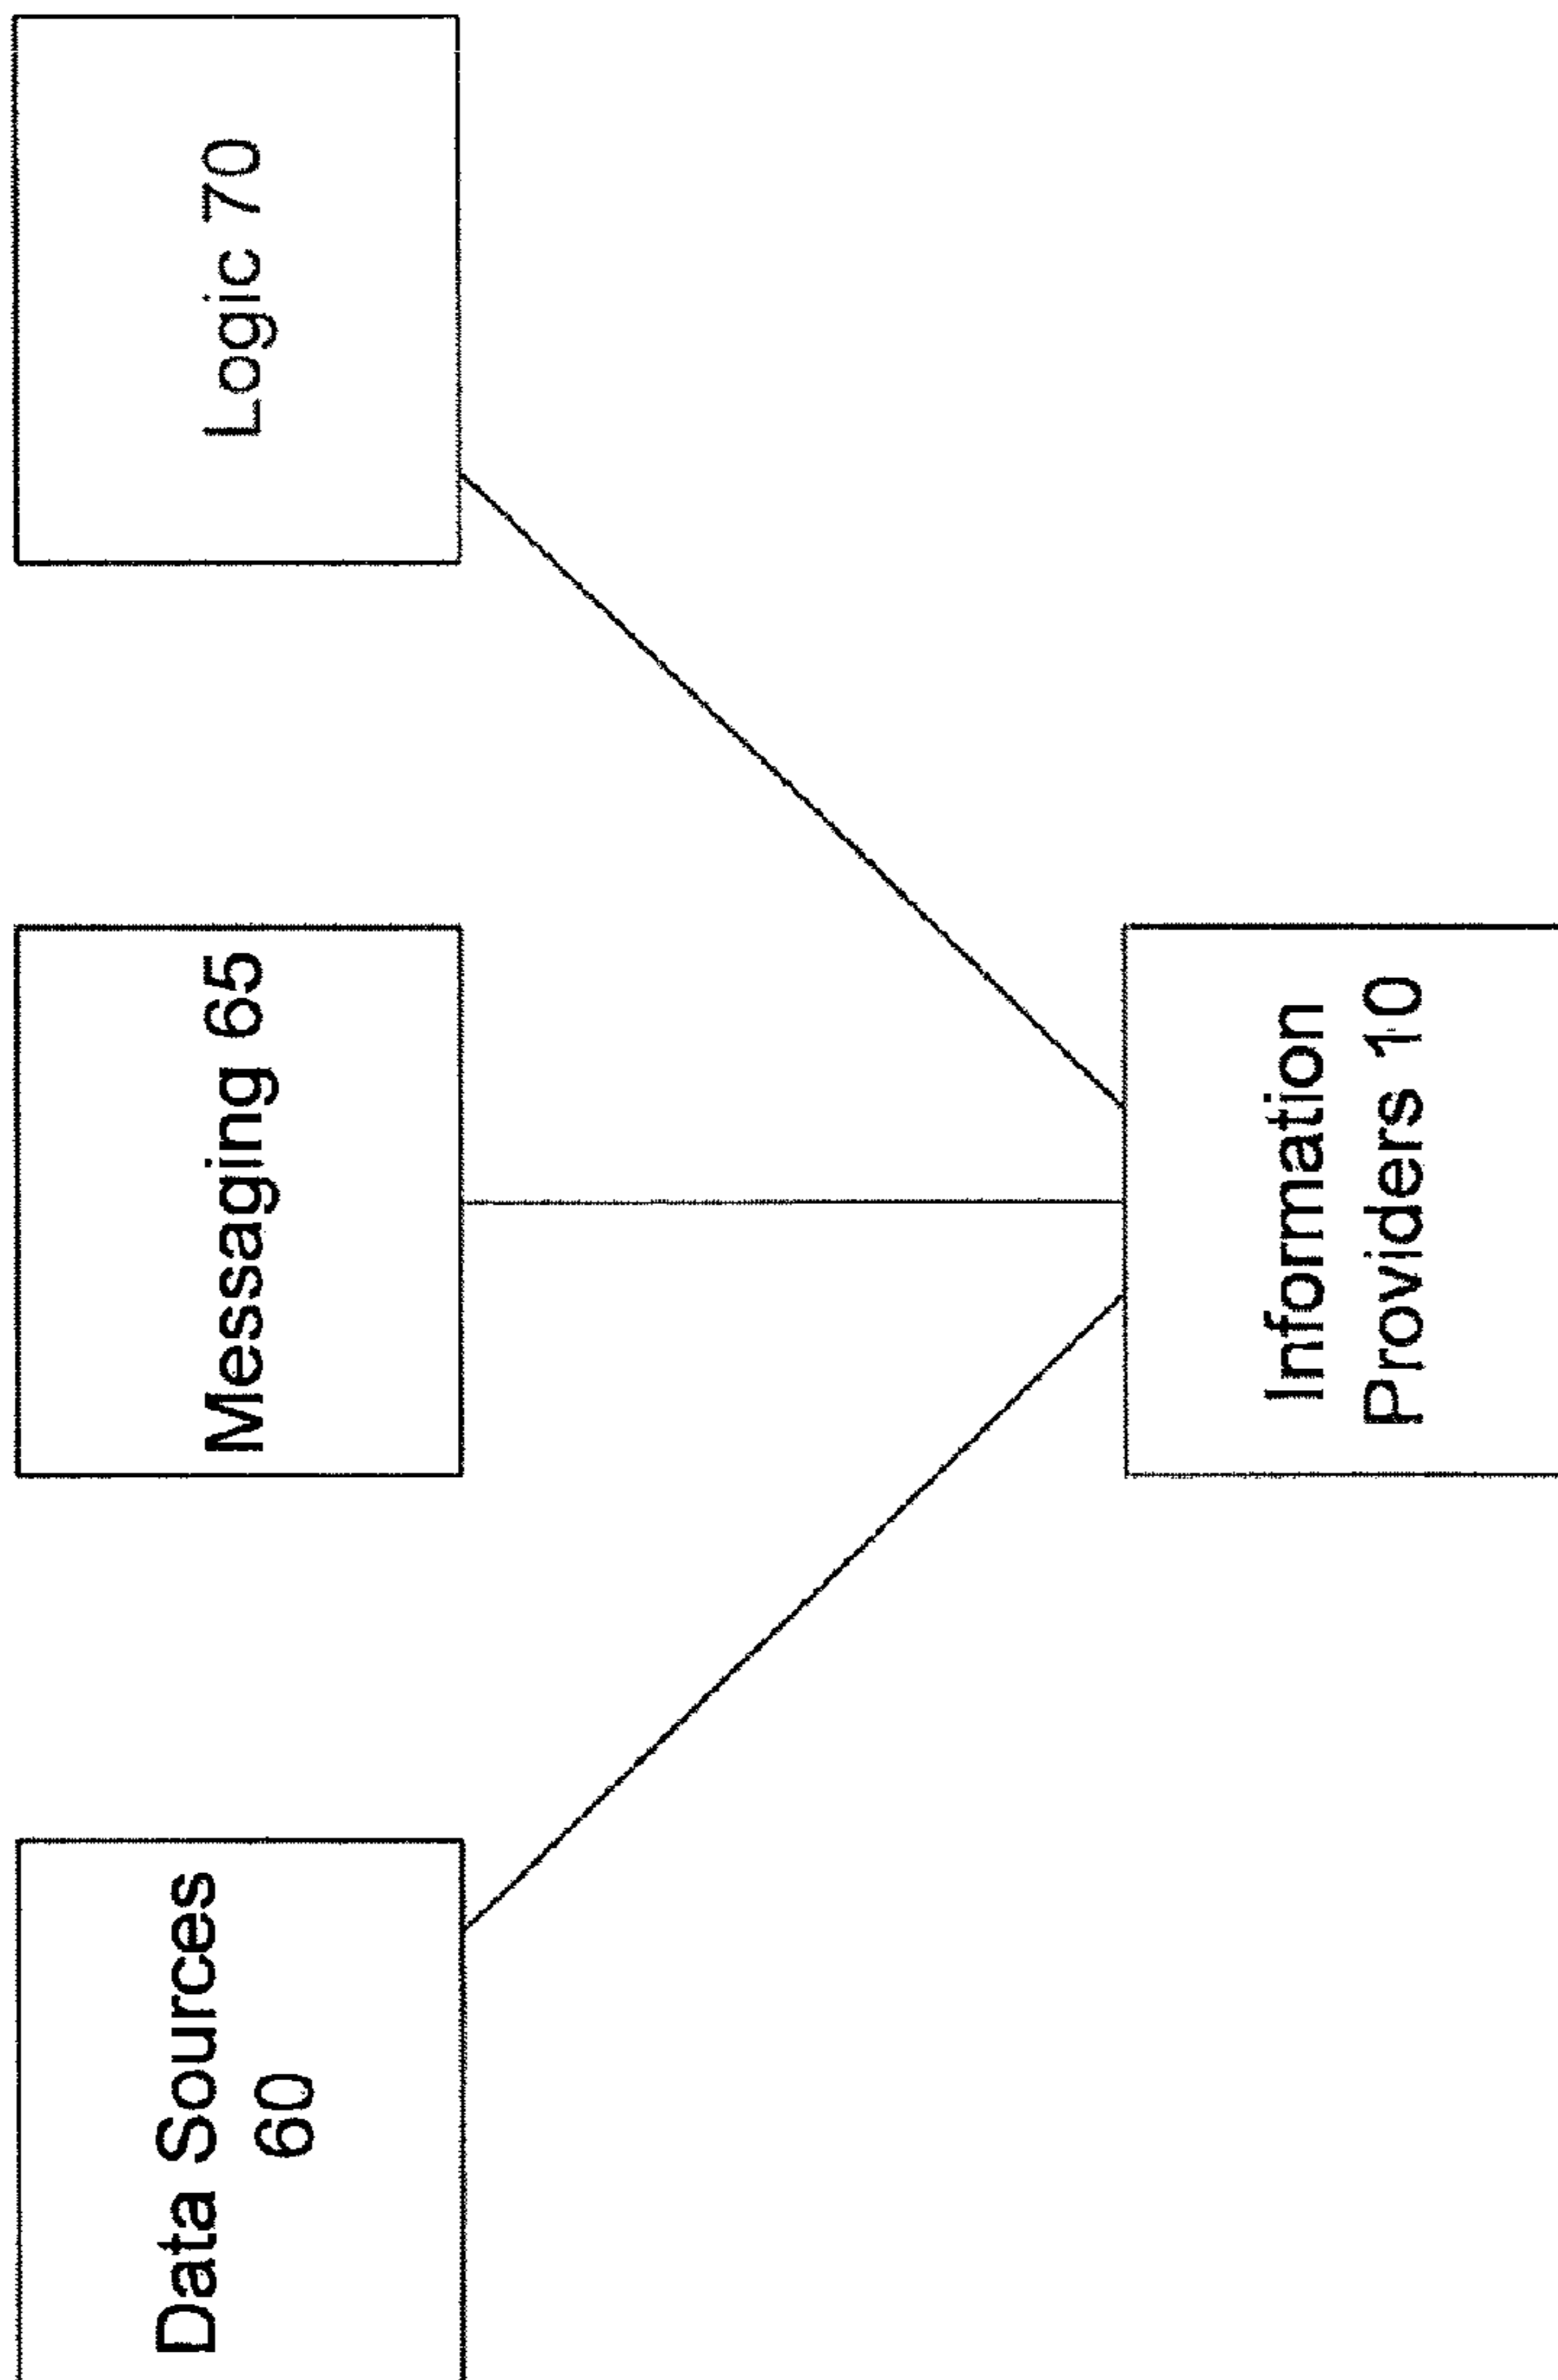 Data Sources
60
Messaging 65
Logic 70
Information
Providers 10